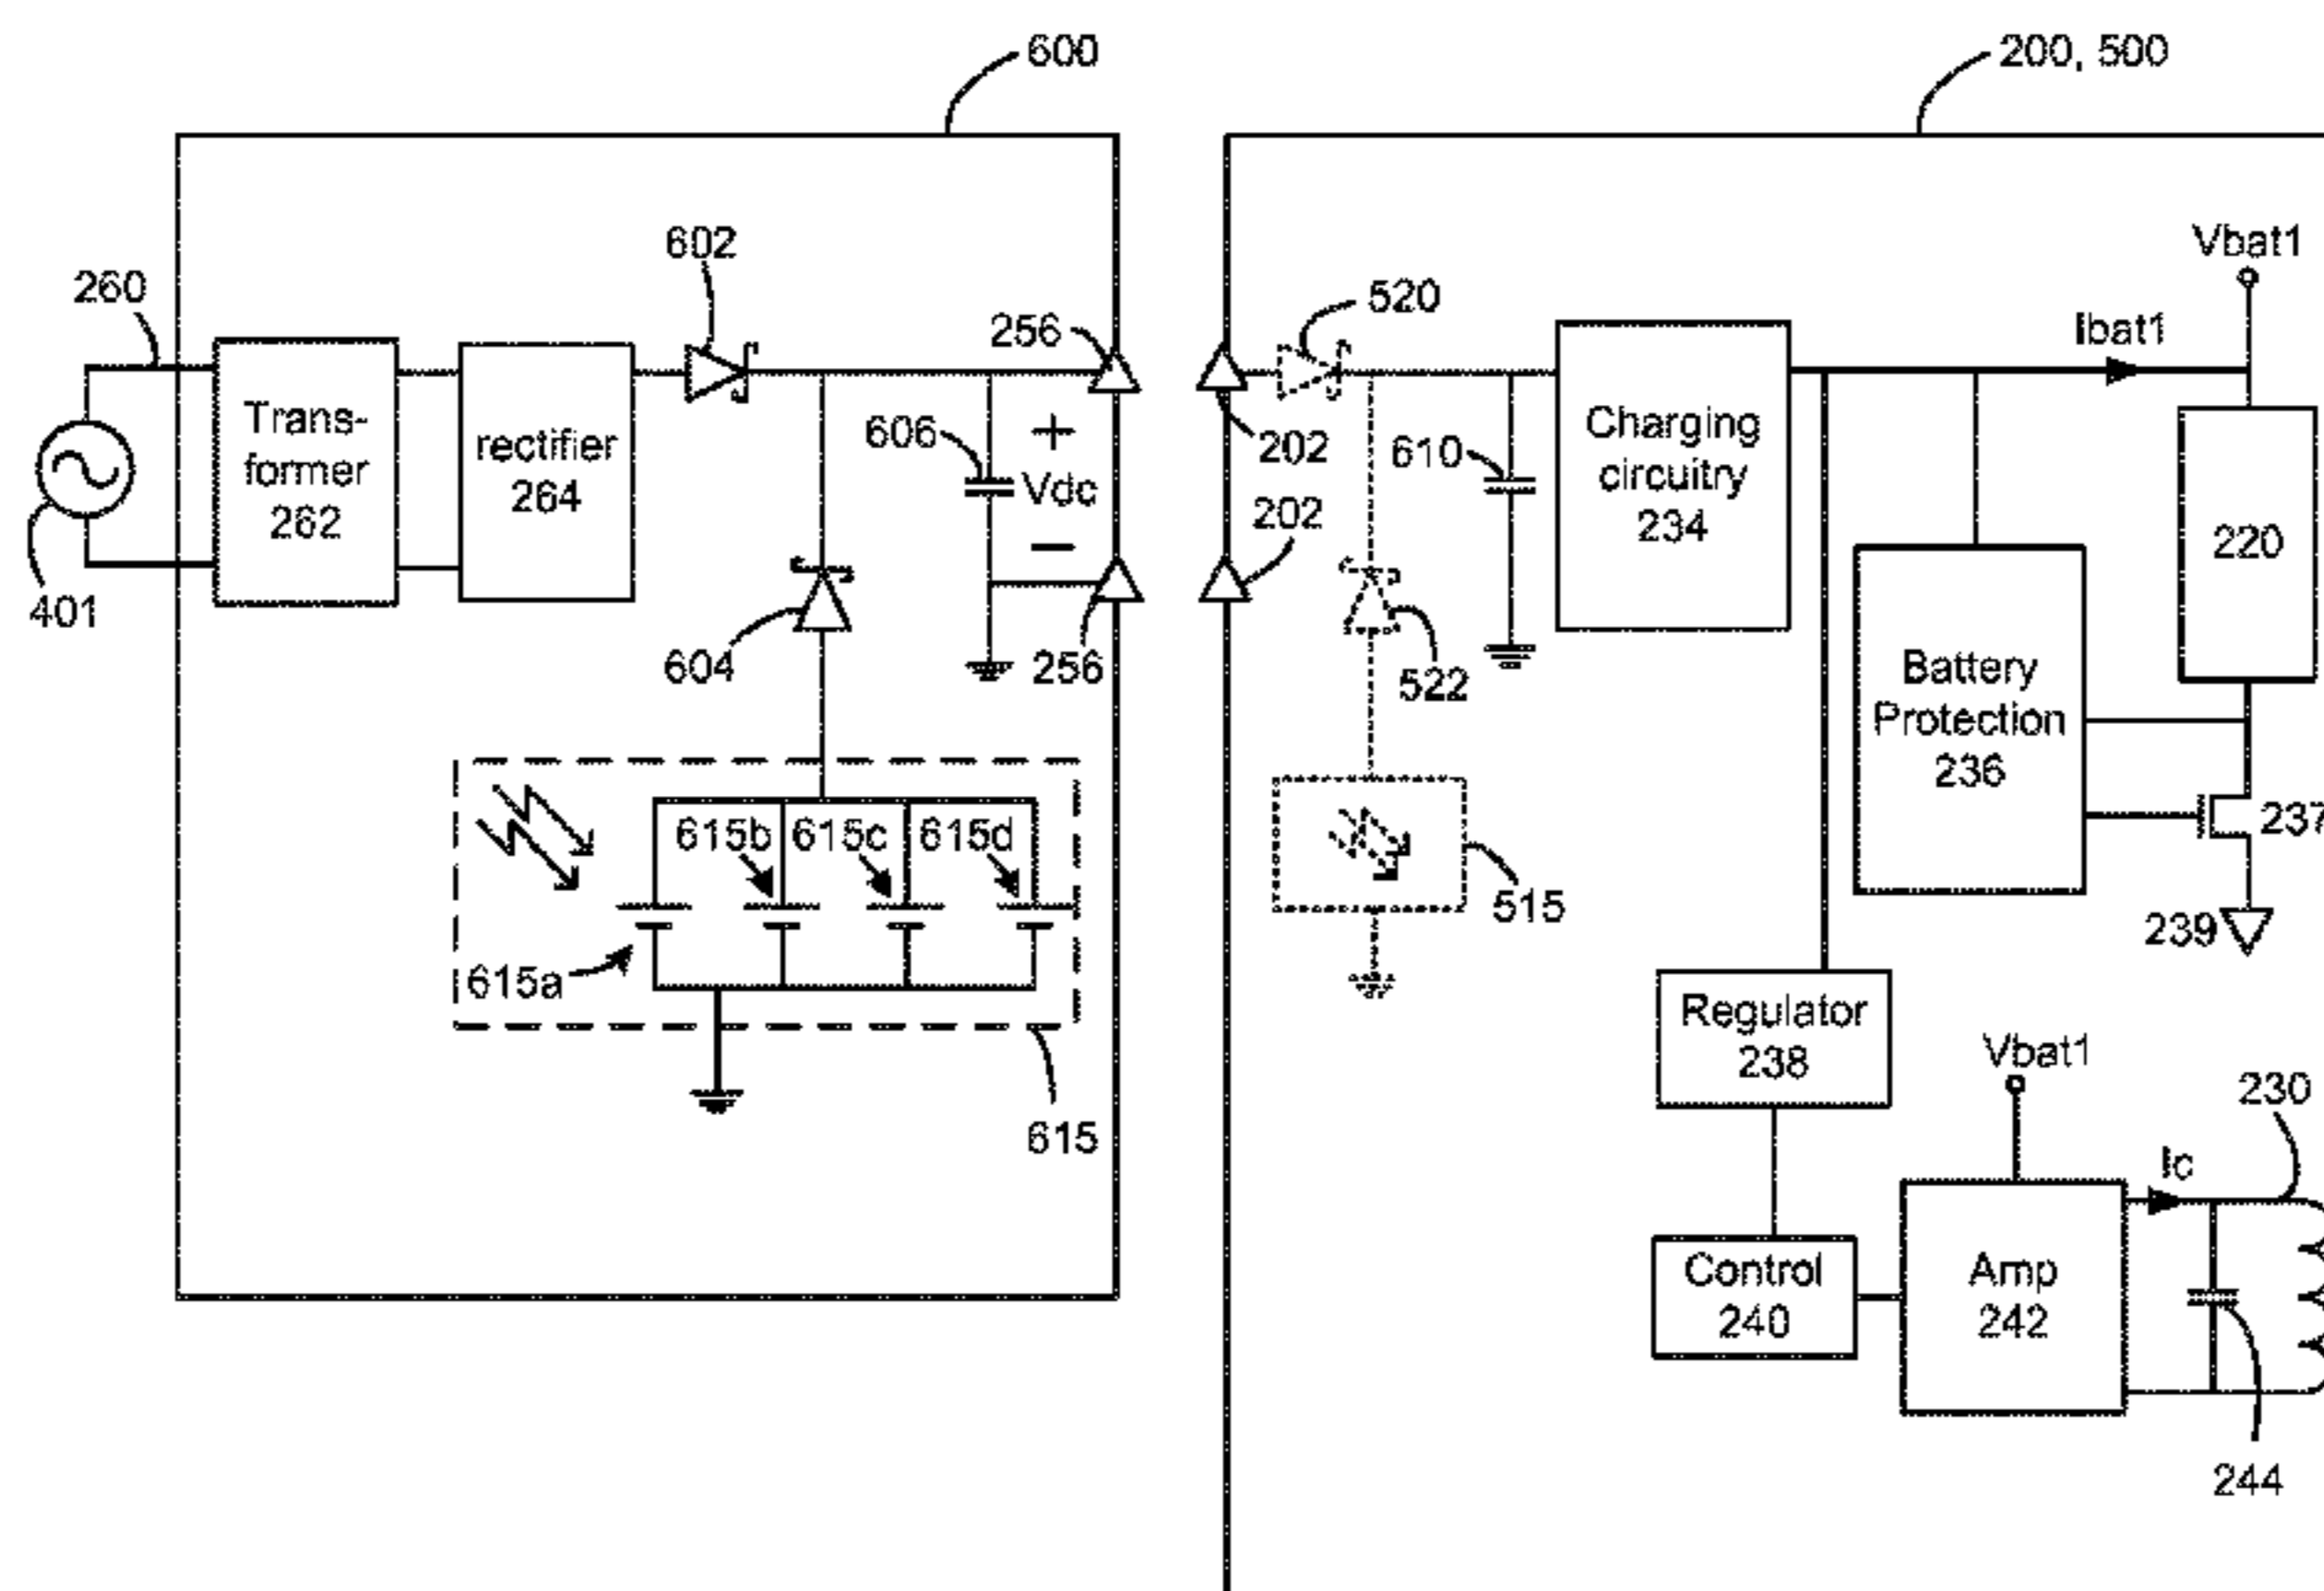 600
200, 500
260
602
256
520
Vbat1
Ibat1
Trans-
former
262
rectifier
264
606
+
Vdc
−
202
202
610
Charging
circuitry
234
220
401
604
256
522
Battery
Protection
236
237
239
615b
615c
615d
615a
615
515
Regulator
238
Vbat1
230
Ic
Control
240
Amp
242
244